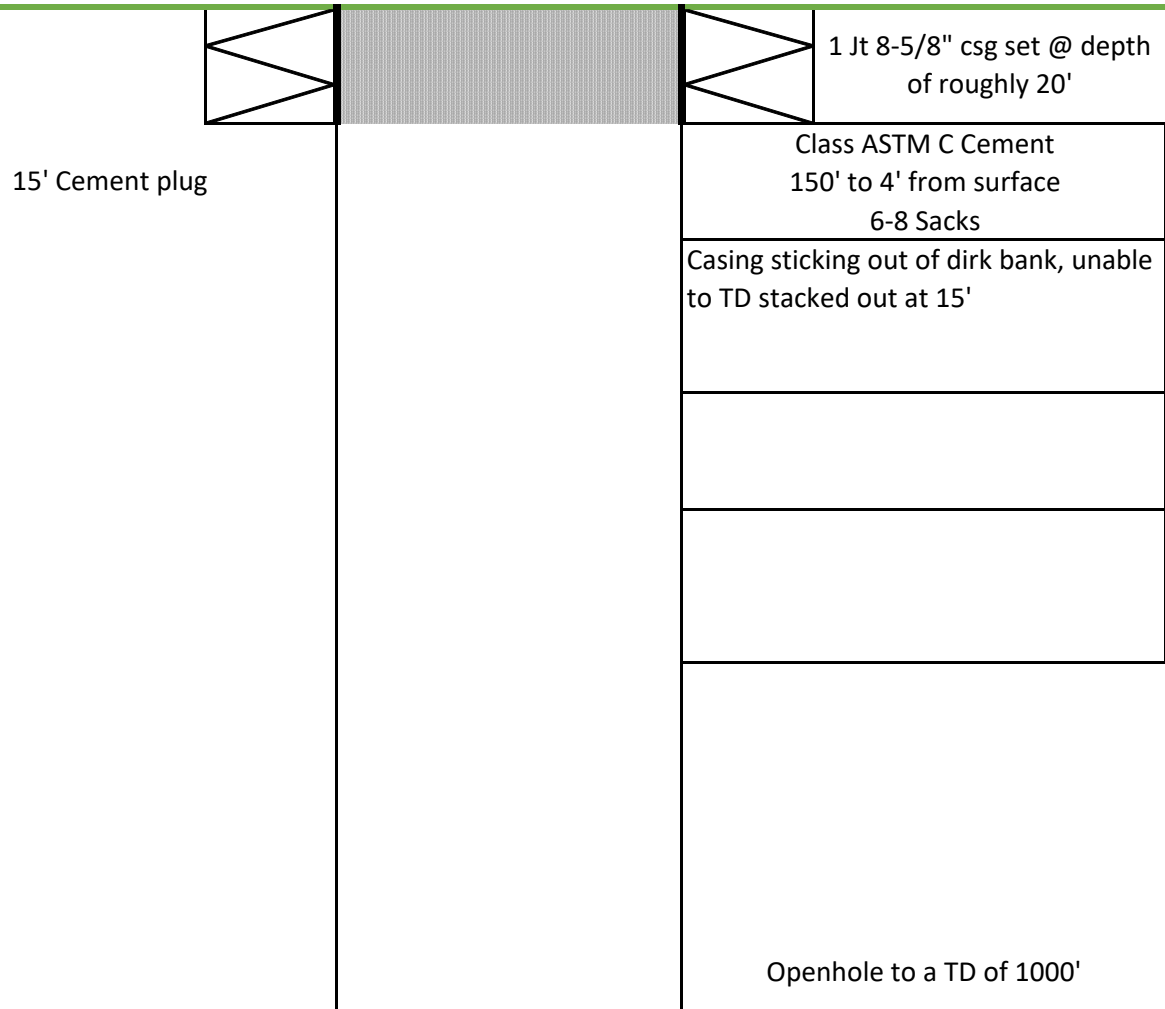 1 Jt 8-5/8" csg set @ depth
of roughly 20'
Class ASTM C Cement
150' to 4' from surface
6-8 Sacks
15' Cement plug
Casing sticking out of dirk bank, unable
to TD stacked out at 15'
Openhole to a TD of 1000'